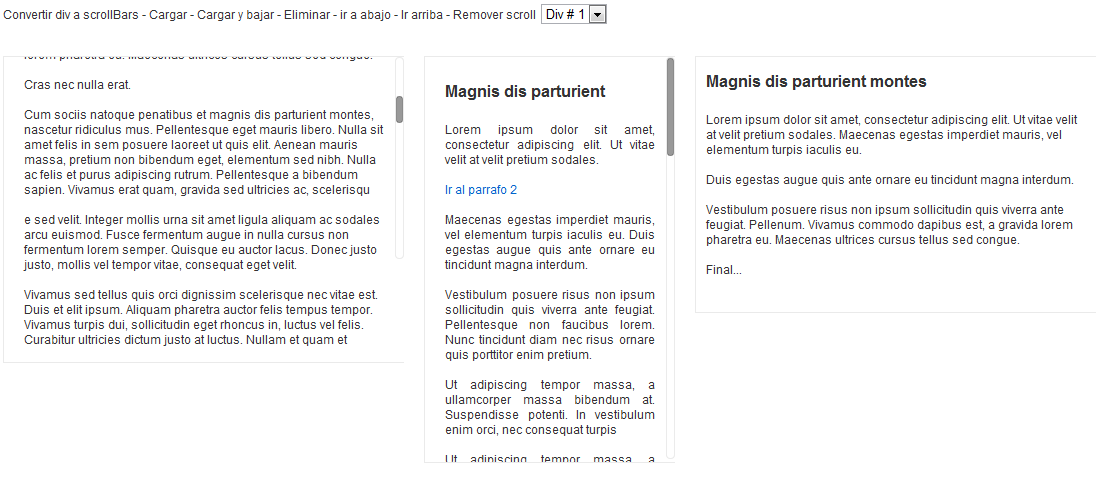 Convertir div a scrollBars - Cargar - Cargar y bajar - Eliminar - ir a abajo - Ir arriba - Remover scroll Div # 1
lorem pharetra eu. Maecenas ultrices cursus tellus sed congue.
Cras nec nulla erat.
Cum sociis natoque penatibus et magnis dis parturient montes,
nascetur ridiculus mus. Pellentesque eget mauris libero. Nulla sit
amet felis in sem posuere laoreet ut quis elit. Aenean mauris
massa, pretium non bibendum eget, elementum sed nibh. Nulla
ac felis et purus adipiscing rutrum. Pellentesque a bibendum
sapien. Vivamus erat quam, gravida sed ultricies ac, scelerisqu
e sed velit. Integer mollis urna sit amet ligula aliquam ac sodales
arcu euismod. Fusce fermentum augue in nulla cursus non
fermentum lorem semper. Quisque eu auctor lacus. Donec justo
justo, mollis vel tempor vitae, consequat eget velit.
Vivamus sed tellus quis orci dignissim scelerisque nec vitae est.
Duis et elit ipsum. Aliquam pharetra auctor felis tempus tempor.
Vivamus turpis dui, sollicitudin eget rhoncus in, luctus vel felis.
Curabitur ultricies dictum justo at luctus. Nullam et quam et
Magnis dis parturient
Lorem ipsum dolor sit amet,
consectetur adipiscing elit. Ut vitae
velit at velit pretium sodales.
Ir al parrafo 2
Maecenas egestas imperdiet mauris,
vel elementum turpis iaculis eu. Duis
egestas augue quis ante ornare eu
tincidunt magna interdum.
Vestibulum posuere risus non ipsum
sollicitudin quis viverra ante feugiat.
Pellentesque non faucibus lorem.
Nunc tincidunt diam nec risus ornare
quis porttitor enim pretium.
Ut adipiscing tempor massa, a
ullamcorper massa bibendum at.
Suspendisse potenti. In vestibulum
enim orci, nec consequat turpis
Ut adipiscing tempor massa, a
Magnis dis parturient montes
Lorem ipsum dolor sit amet, consectetur adipiscing elit. Ut vitae velit
at velit pretium sodales. Maecenas egestas imperdiet mauris, vel
elementum turpis iaculis eu.
Duis egestas augue quis ante ornare eu tincidunt magna interdum.
Vestibulum posuere risus non ipsum sollicitudin quis viverra ante
feugiat. Pellenum. Vivamus commodo dapibus est, a gravida lorem
pharetra eu. Maecenas ultrices cursus tellus sed congue.
Final...